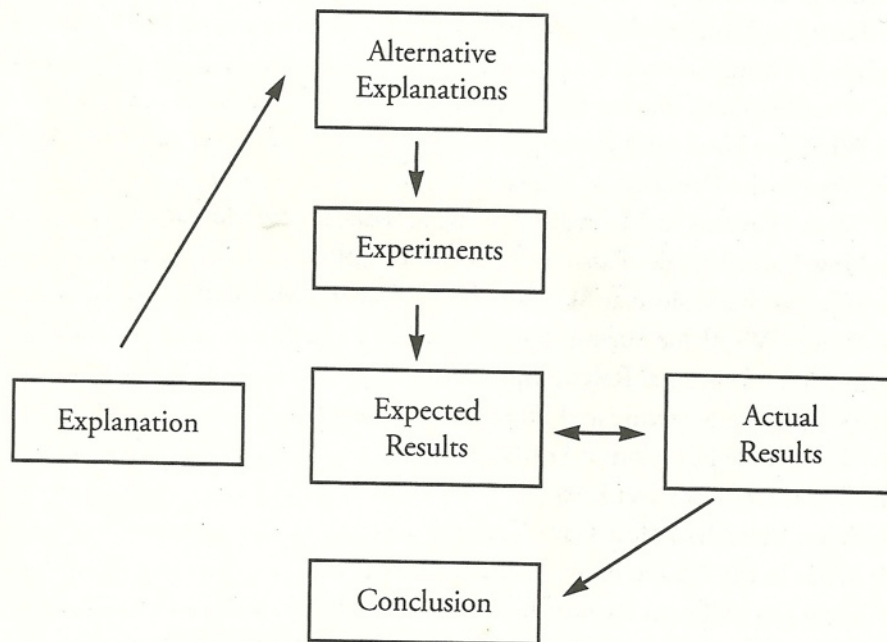 Alternative
Explanations
Experiments
Explanation
Expected
Results
Actual
Results
Conclusion